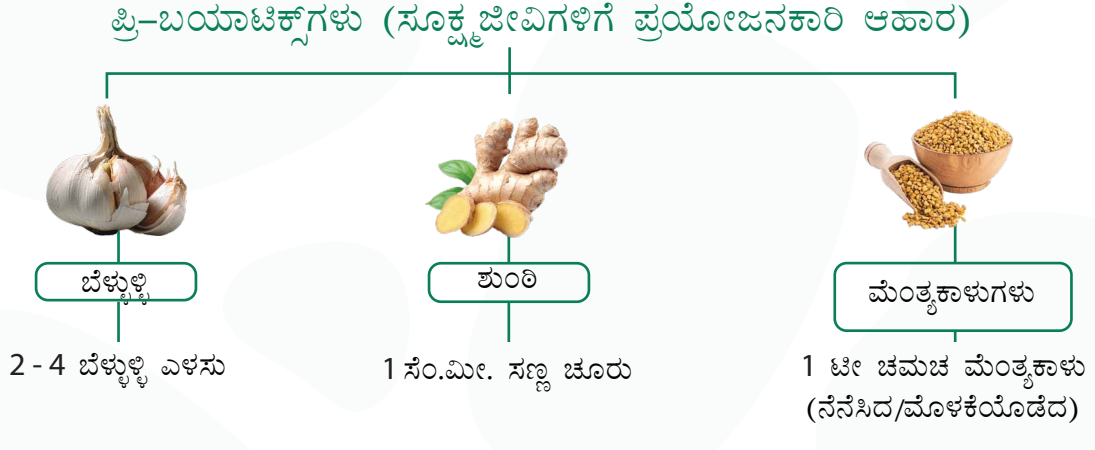 ಪ್ರಿ–ಬಯಾಟಿಕ್ಸ್‌ಗಳು (ಸೂಕ್ಷ್ಮಜೀವಿಗಳಿಗೆ ಪ್ರಯೋಜನಕಾರಿ ಆಹಾರ)
ಬೆಳ್ಳುಳ್ಳಿ
ಶುಂಠಿ
ಮೆಂತ್ಯಕಾಳುಗಳು
2 - 4 ಬೆಳ್ಳುಳ್ಳಿ ಎಳಸು
1 ಸೆಂ.ಮೀ. ಸಣ್ಣ ಚೂರು
1 ಟೀ ಚಮಚ ಮೆಂತ್ಯಕಾಳು
(ನೆನೆಸಿದ/ಮೊಳಕೆಯೊಡೆದ)